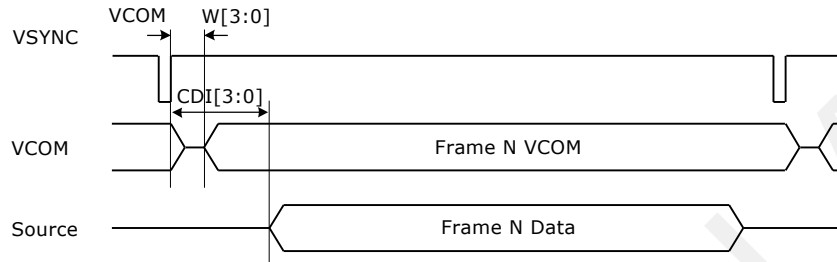 VCOM W[3:0]
VSYNC
CDI[3:0]
VCOM Frame N VCOM
Source Frame N Data